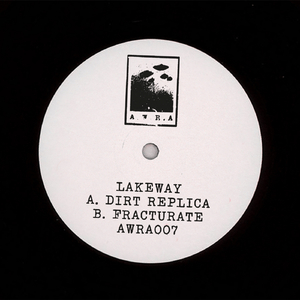 A W R.A
LAKEWAY
A. DIRT REPLICA
B. FRACTURATE
AWRA007